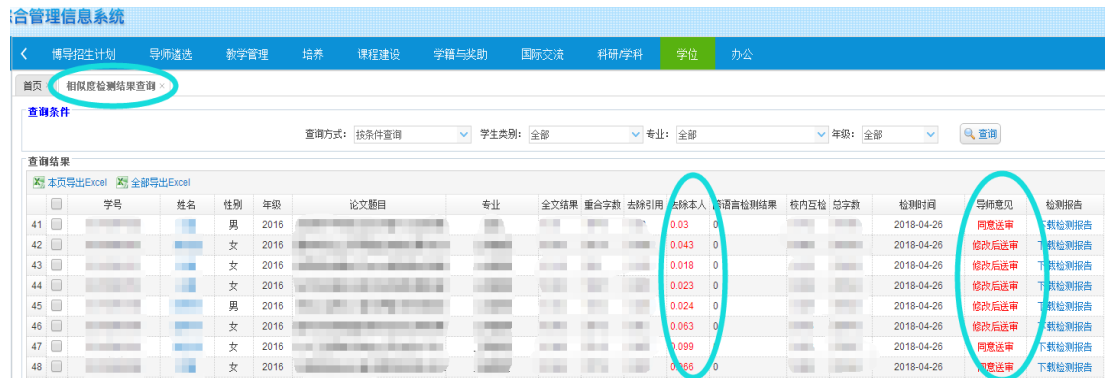 合管理信息系统
博导招生计划 导师遴选 教学管理 培养 课程建设 学籍与奖助 国际交流 科研/学科 学位 办公
首页 相似度检测结果查询 ×
查询条件
查询方式： 按条件查询 学生类别： 全部 专业： 全部 年级： 全部 查询
查询结果
本页导出Excel 全部导出Excel
学号 姓名 性别 年级 论文题目 专业 全文结果 重合字数 去除引用 去除本人 语言检测结果 校内互检 总字数 检测时间 导师意见 检测报告
41 男 2016 0.03 0 2018-04-26 同意送审 下载检测报告
42 女 2016 0.043 0 2018-04-26 修改后送审 下载检测报告
43 女 2016 0.018 0 2018-04-26 修改后送审 下载检测报告
44 女 2016 0.023 0 2018-04-26 修改后送审 下载检测报告
45 男 2016 0.024 0 2018-04-26 修改后送审 下载检测报告
46 女 2016 0.063 0 2018-04-26 修改后送审 下载检测报告
47 女 2016 0.099 0 2018-04-26 同意送审 下载检测报告
48 女 2016 0.066 0 2018-04-26 同意送审 下载检测报告